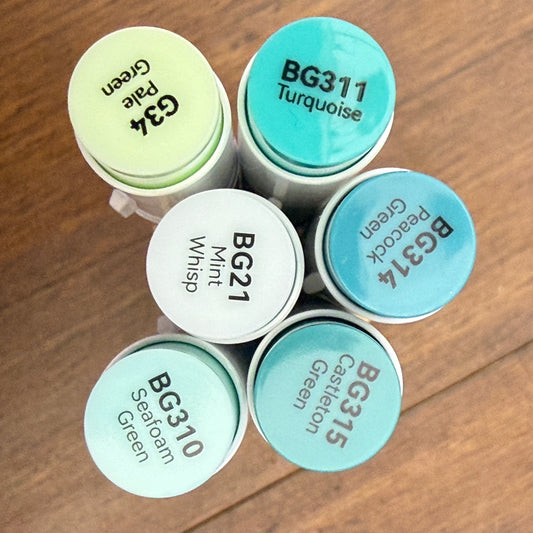 G34
Pale
Green
BG311
Turquoise
BG21
Mint
Whisp
BG314
Peacock
Green
BG310
Seafoam
Green
BG315
Castleton
Green